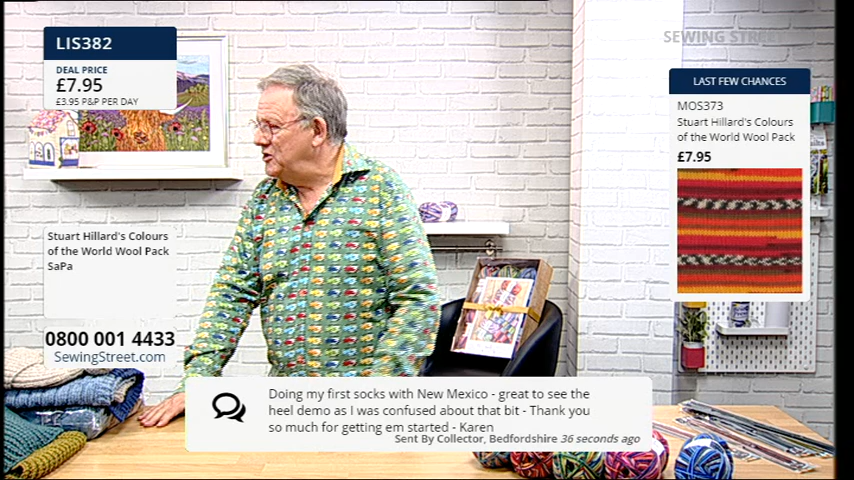 LIS382
DEAL PRICE
£7.95
£3.95 P&P PER DAY
SEWING STREET
LAST FEW CHANCES
MOS373
Stuart Hillard's Colours
of the World Wool Pack
£7.95
Stuart Hillard's Colours
of the World Wool Pack
SaPa
0800 001 4433
SewingStreet.com
Doing my first socks with New Mexico - great to see the
heel demo as I was confused about that bit - Thank you
so much for getting em started - Karen
Sent By Collector, Bedfordshire 36 seconds ago